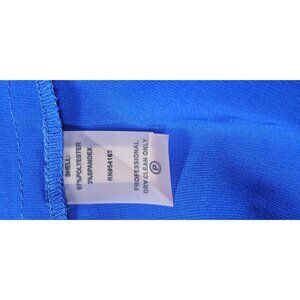 SHELL:
97%POLYESTER
3%SPANDEX
RN#54163
PROFESSIONAL
DRY CLEAN ONLY
P